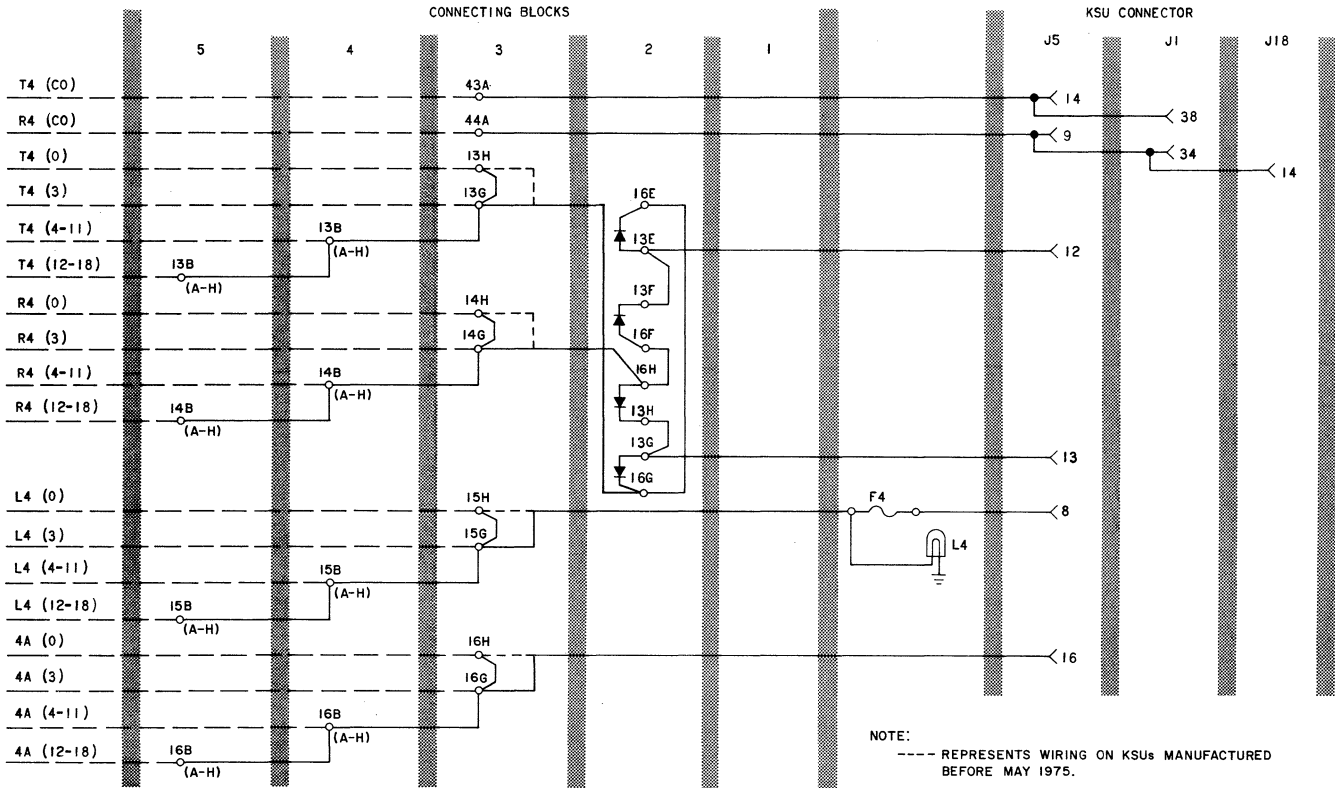 CONNECTING BLOCKS
KSU CONNECTOR
5 4 3 2 1 J5 J1 J18
T4 (CO) 43A 14
38
R4 (CO) 44A 9
34
T4 (0) 13H
14
T4 (3) 13G 16E
T4 (4-11) 13B (A-H) 13E 12
T4 (12-18) 13B (A-H)
13F
R4 (0) 14H
16F
R4 (3) 14G
16H
R4 (4-11) 14B (A-H)
13H
R4 (12-18) 14B (A-H)
13G 13
16G
L4 (0) 15H F4 8
L4 (3) 15G L4
L4 (4-11) 15B (A-H)
L4 (12-18) 15B (A-H)
4A (0) 16H 16
4A (3) 16G
4A (4-11) 16B (A-H)
4A (12-18) 16B (A-H)
NOTE:
---- REPRESENTS WIRING ON KSUs MANUFACTURED
BEFORE MAY 1975.